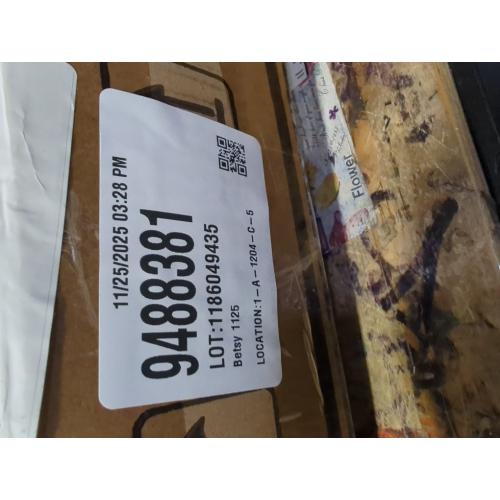 11/25/2025 03:28 PM
9488381
LOT:1186049435
Betsy 1125
LOCATION:1-A-1204-C-5
Flower